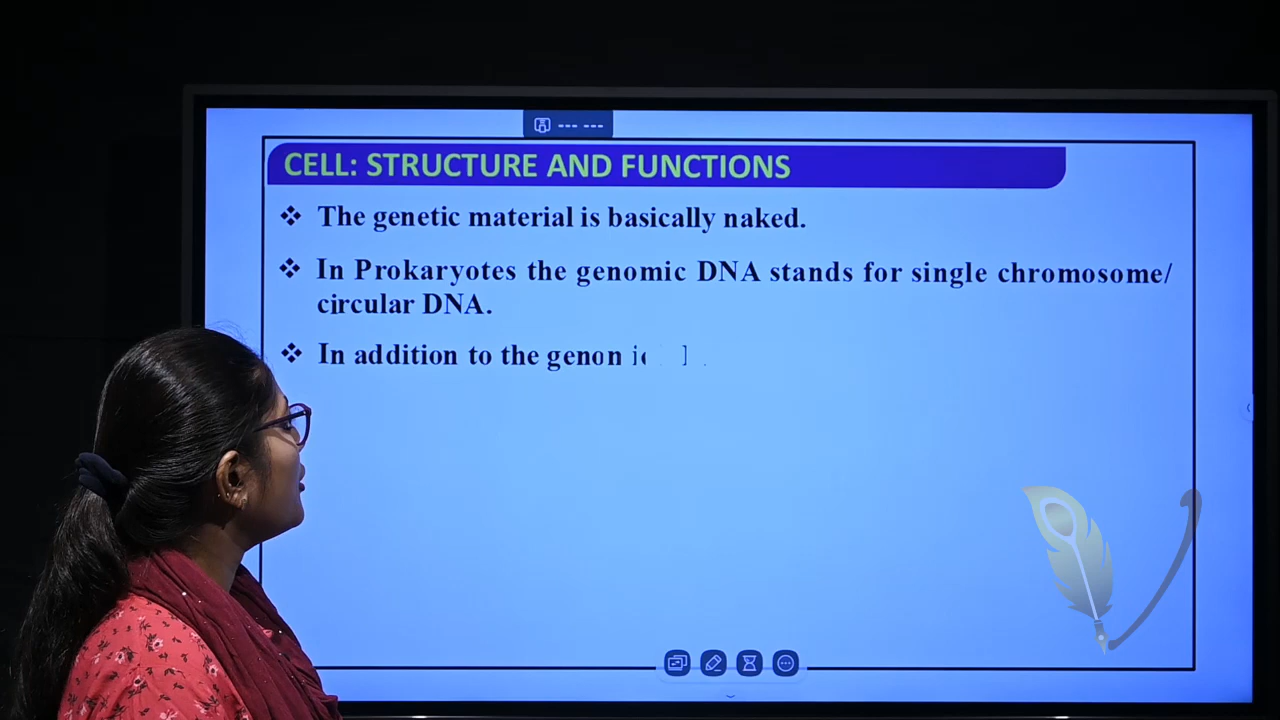 CELL: STRUCTURE AND FUNCTIONS
❖ The genetic material is basically naked.
❖ In Prokaryotes the genomic DNA stands for single chromosome/
circular DNA.
❖ In addition to the